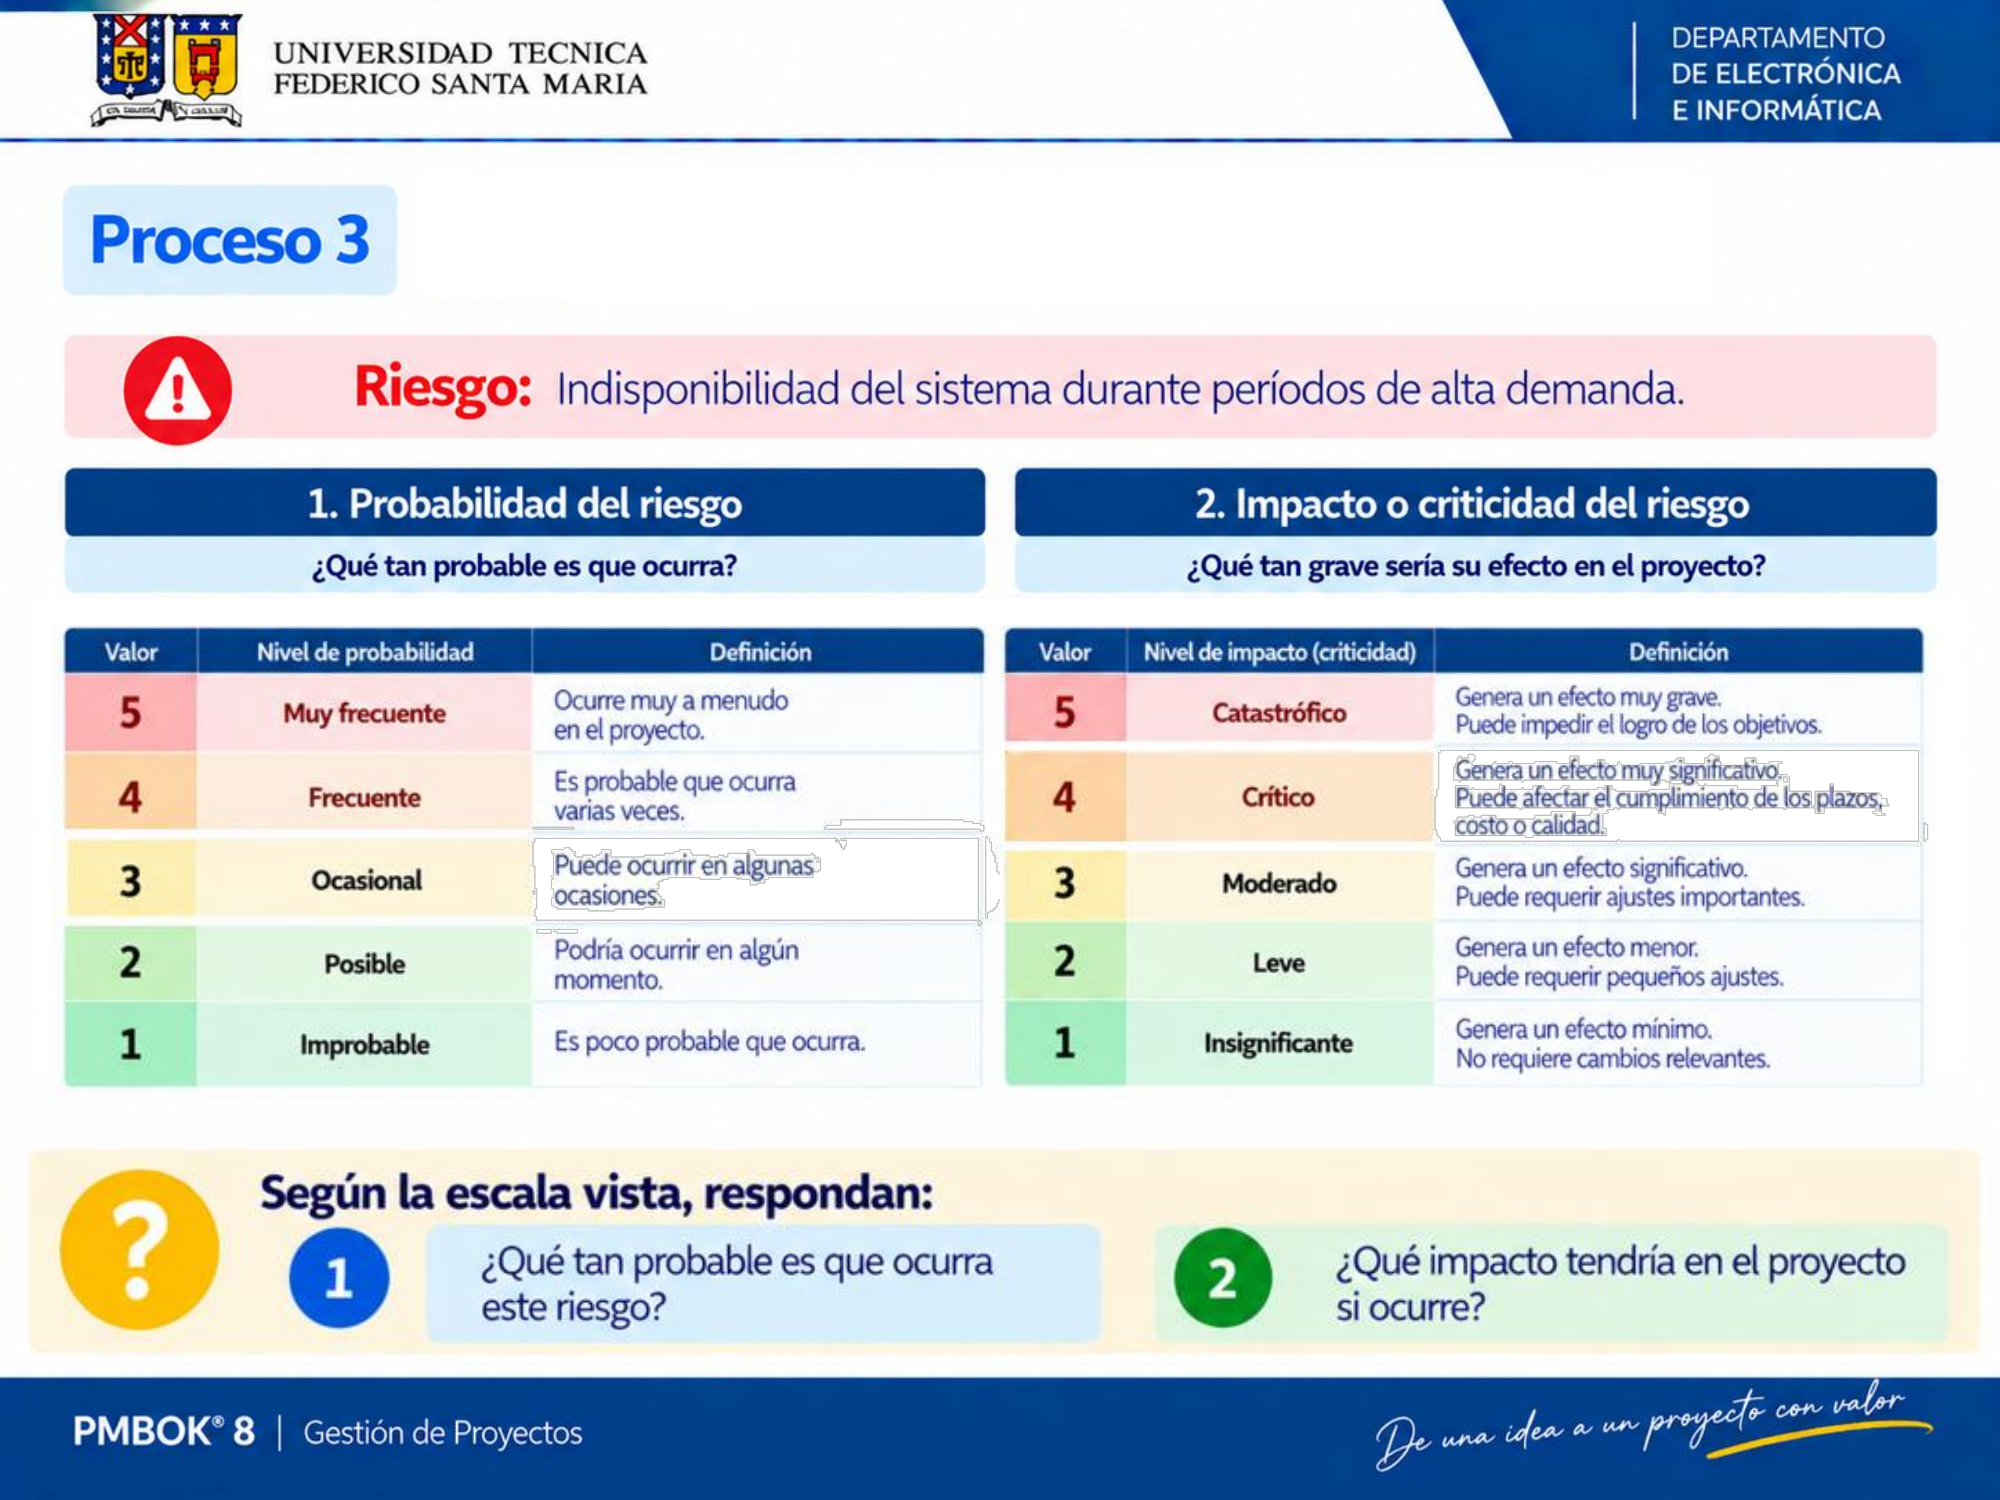 UNIVERSIDAD TECNICA
FEDERICO SANTA MARIA
DEPARTAMENTO
DE ELECTRÓNICA
E INFORMÁTICA
Proceso 3
Riesgo: Indisponibilidad del sistema durante períodos de alta demanda.
1. Probabilidad del riesgo
¿Qué tan probable es que ocurra?
Valor Nivel de probabilidad Definición
5 Muy frecuente Ocurre muy a menudo
en el proyecto.
4 Frecuente Es probable que ocurra
varias veces.
3 Ocasional Puede ocurrir en algunas
ocasiones.
2 Posible Podría ocurrir en algún
momento.
1 Improbable Es poco probable que ocurra.
2. Impacto o criticidad del riesgo
¿Qué tan grave sería su efecto en el proyecto?
Valor Nivel de impacto (criticidad) Definición
5 Catastrófico Genera un efecto muy grave.
Puede impedir el logro de los objetivos.
4 Crítico Genera un efecto muy significativo.
Puede afectar el cumplimiento de los plazos,
costo o calidad.
3 Moderado Genera un efecto significativo.
Puede requerir ajustes importantes.
2 Leve Genera un efecto menor.
Puede requerir pequeños ajustes.
1 Insignificante Genera un efecto mínimo.
No requiere cambios relevantes.
?
Según la escala vista, respondan:
1 ¿Qué tan probable es que ocurra
este riesgo?
2 ¿Qué impacto tendría en el proyecto
si ocurre?
PMBOK® 8 | Gestión de Proyectos
De una idea a un proyecto con valor